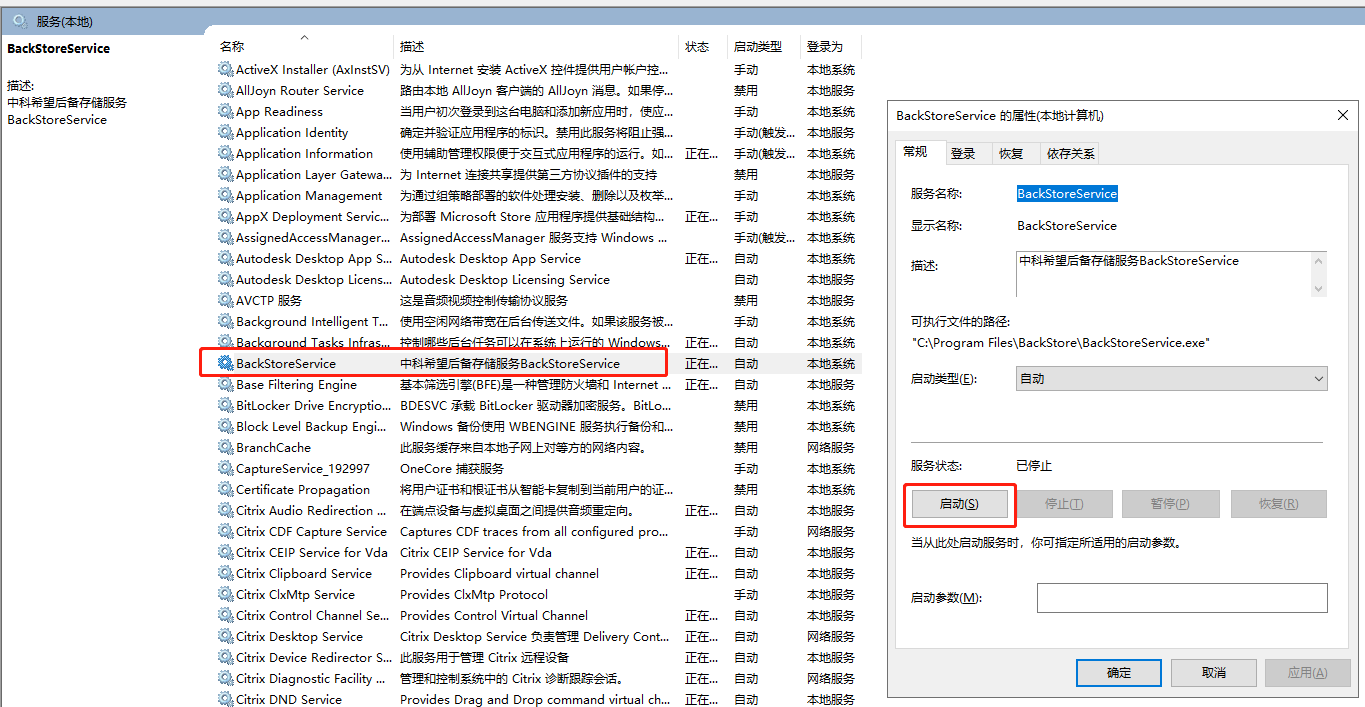 服务(本地)
BackStoreService
描述:
中科希望后备存储服务
BackStoreService
名称 描述 状态 启动类型 登录为
ActiveX Installer (AxInstSV) 为从 Internet 安装 ActiveX 控件提供用户帐户控... 手动 本地系统
AllJoyn Router Service 路由本地 AllJoyn 客户端的 AllJoyn 消息。如果停... 禁用 本地服务
App Readiness 当用户初次登录到这台电脑和添加新应用时，使应... 手动 本地系统
Application Identity 确定并验证应用程序的标识。禁用此服务将阻止强... 手动(触发... 本地服务
Application Information 使用辅助管理权限便于交互式应用程序的运行。如... 正在... 手动(触发... 本地系统
Application Layer Gatewa... 为 Internet 连接共享提供第三方协议插件的支持 禁用 本地服务
Application Management 为通过组策略部署的软件处理安装、删除以及枚举... 手动 本地系统
AppX Deployment Servic... 为部署 Microsoft Store 应用程序提供基础结构... 正在... 手动 本地系统
AssignedAccessManager... AssignedAccessManager 服务支持 Windows ... 手动(触发... 本地系统
Autodesk Desktop App S... Autodesk Desktop App Service 正在... 自动 本地系统
Autodesk Desktop Licens... Autodesk Desktop Licensing Service 自动 本地系统
AVCTP 服务 这是音频视频控制传输协议服务 禁用 本地服务
Background Intelligent T... 使用空闲网络带宽在后台传送文件。如果该服务被... 手动 本地系统
Background Tasks Infras... 控制哪些后台任务可以在系统上运行的 Windows... 正在... 自动 本地系统
BackStoreService 中科希望后备存储服务BackStoreService 正在... 自动 本地系统
Base Filtering Engine 基本筛选引擎(BFE)是一种管理防火墙和 Internet ... 正在... 自动 本地服务
BitLocker Drive Encryptio... BDESVC 承载 BitLocker 驱动器加密服务。BitLo... 禁用 本地系统
Block Level Backup Engi... Windows 备份使用 WBENGINE 服务执行备份和... 禁用 本地系统
BranchCache 此服务缓存来自本地子网上对等方的网络内容。 禁用 网络服务
CaptureService_192997 OneCore 捕获服务 手动 本地系统
Certificate Propagation 将用户证书和根证书从智能卡复制到当前用户的证... 禁用 本地系统
Citrix Audio Redirection ... 在端点设备与虚拟桌面之间提供音频重定向。 正在... 自动 本地服务
Citrix CDF Capture Service Captures CDF traces from all configured pro... 手动 网络服务
Citrix CEIP Service for Vda Citrix CEIP Service for Vda 正在... 自动 本地服务
Citrix Clipboard Service Provides Clipboard virtual channel 正在... 自动 本地服务
Citrix ClxMtp Service Provides ClxMtp Protocol 手动 本地服务
Citrix Control Channel Se... Provides Control Virtual Channel 正在... 自动 本地服务
Citrix Desktop Service Citrix Desktop Service 负责管理 Delivery Cont... 正在... 自动 网络服务
Citrix Device Redirector S... 此服务用于管理 Citrix 远程设备 正在... 自动 本地服务
Citrix Diagnostic Facility ... 管理和控制系统中的 Citrix 诊断跟踪会话。 正在... 自动 网络服务
Citrix DND Service Provides Drag and Drop command virtual ch... 正在... 自动 本地服务
BackStoreService 的属性(本地计算机)
常规 登录 恢复 依存关系
服务名称: BackStoreService
显示名称: BackStoreService
描述: 中科希望后备存储服务BackStoreService
可执行文件的路径:
"C:\Program Files\BackStore\BackStoreService.exe"
启动类型(E): 自动
服务状态: 已停止
启动(S) 停止(T) 暂停(P) 恢复(R)
当从此处启动服务时，你可指定所适用的启动参数。
启动参数(M):
确定 取消 应用(A)